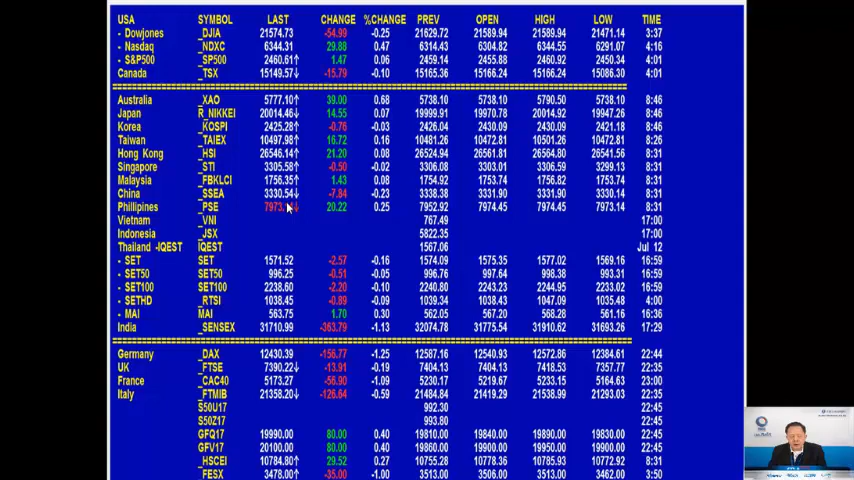 USA SYMBOL LAST CHANGE %CHANGE PREV OPEN HIGH LOW TIME
- Dowjones _DJIA 21574.73 -54.99 -0.25 21629.72 21589.94 21589.94 21471.14 3:37
- Nasdaq _NDXC 6344.31 29.88 0.47 6314.43 6304.82 6344.55 6291.07 4:16
- S&P500 _SP500 2460.61↑ 1.47 0.06 2459.14 2455.88 2460.92 2450.34 4:01
Canada _TSX 15149.57↓ -15.79 -0.10 15165.36 15166.24 15166.24 15086.30 4:01
Australia _XAO 5777.10↑ 39.00 0.68 5738.10 5738.10 5790.50 5738.10 8:46
Japan R_NIKKEI 20014.46↓ 14.55 0.07 19999.91 19970.78 20014.92 19947.26 8:46
Korea _KOSPI 2425.28↑ -0.76 -0.03 2426.04 2430.09 2430.09 2421.18 8:46
Taiwan _TAIEX 10497.98↑ 16.72 0.16 10481.26 10472.81 10501.26 10472.81 8:26
Hong Kong _HSI 26546.14↑ 21.20 0.08 26524.94 26561.81 26564.80 26541.56 8:31
Singapore _STI 3305.58↑ -0.50 -0.02 3306.08 3303.01 3306.59 3299.13 8:31
Malaysia _FBKLCI 1756.35↑ 1.43 0.08 1754.92 1753.74 1756.82 1753.74 8:31
China _SSEA 3330.54↓ -7.84 -0.23 3338.38 3331.90 3331.90 3330.14 8:31
Phillipines _PSE 7973. ↓ 20.22 0.25 7952.92 7974.45 7974.45 7973.14 8:31
Vietnam _VNI 767.49 17:00
Indonesia _JSX 5822.35 17:00
Thailand -IQEST IQEST 1567.06 Jul 12
- SET SET 1571.52 -2.57 -0.16 1574.09 1575.35 1577.02 1569.16 16:59
- SET50 SET50 996.25 -0.51 -0.05 996.76 997.64 998.38 993.31 16:59
- SET100 SET100 2238.60 -2.20 -0.10 2240.80 2243.23 2244.95 2233.02 16:59
- SETHD _RTSI 1038.45 -0.89 -0.09 1039.34 1038.43 1047.09 1035.48 4:00
- MAI MAI 563.75 1.70 0.30 562.05 567.20 568.28 561.16 16:36
India _SENSEX 31710.99 -363.79 -1.13 32074.78 31775.54 31910.62 31693.26 17:29
Germany _DAX 12430.39 -156.77 -1.25 12587.16 12540.93 12572.86 12384.61 22:44
UK _FTSE 7390.22↓ -13.91 -0.19 7404.13 7404.13 7418.53 7357.77 22:35
France _CAC40 5173.27 -56.90 -1.09 5230.17 5219.67 5233.15 5164.63 23:00
Italy _FTMIB 21358.20↓ -126.64 -0.59 21484.84 21419.29 21538.99 21293.03 22:35
S50U17 992.30 22:45
S50Z17 993.80 22:45
GFQ17 19990.00 80.00 0.40 19810.00 19840.00 19890.00 19830.00 22:45
GFV17 20100.00 80.00 0.40 19860.00 19900.00 19900.00 19900.00 22:45
_HSCEI 10784.80↑ 29.52 0.27 10755.28 10778.36 10785.93 10772.92 8:31
_FESX 3478.00↑ -35.00 -1.00 3513.00 3506.00 3513.00 3462.00 3:50